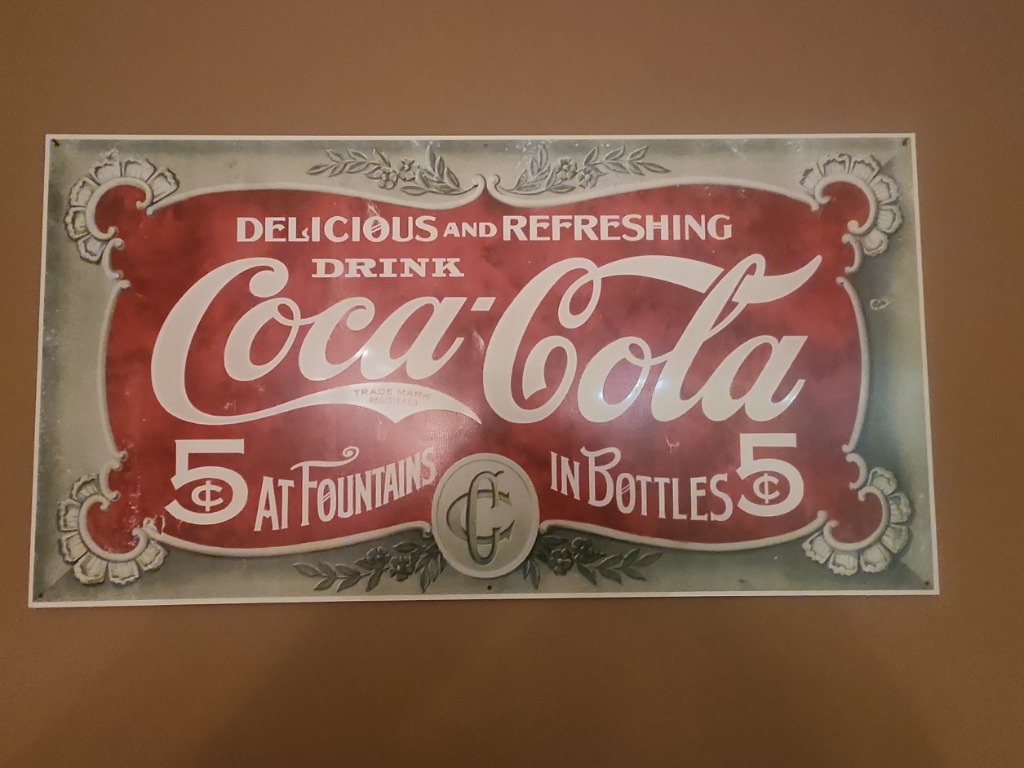 DELICIOUS AND REFRESHING
DRINK
Coca-Cola
TRADE MARK
REGISTERED
5¢ AT FOUNTAINS IN BOTTLES 5¢
CC